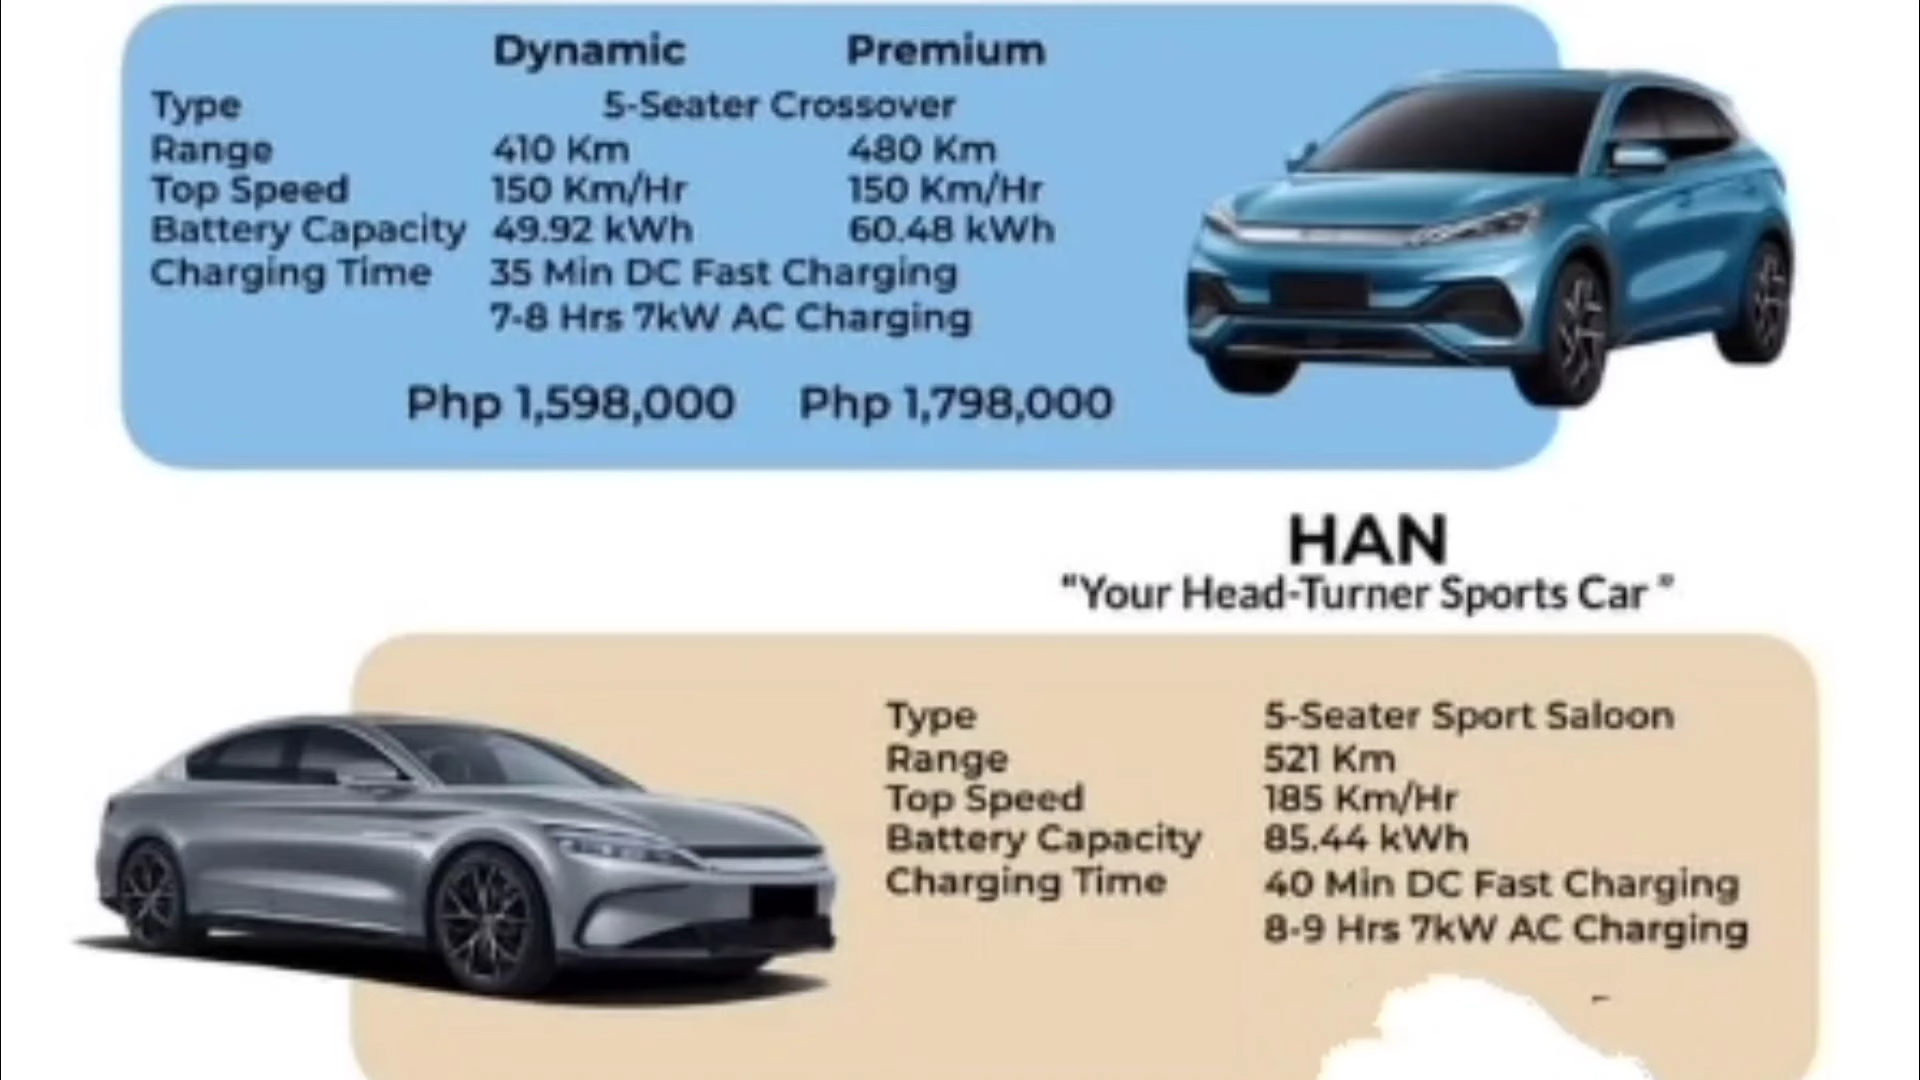 Dynamic Premium
Type 5-Seater Crossover
Range 410 Km 480 Km
Top Speed 150 Km/Hr 150 Km/Hr
Battery Capacity 49.92 kWh 60.48 kWh
Charging Time 35 Min DC Fast Charging
7-8 Hrs 7kW AC Charging
Php 1,598,000 Php 1,798,000
HAN
"Your Head-Turner Sports Car "
Type 5-Seater Sport Saloon
Range 521 Km
Top Speed 185 Km/Hr
Battery Capacity 85.44 kWh
Charging Time 40 Min DC Fast Charging
8-9 Hrs 7kW AC Charging